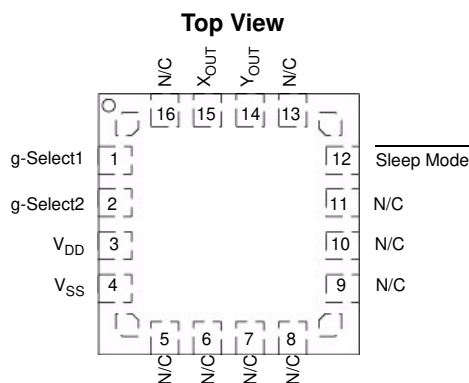 Top View
N/C X_OUT Y_OUT N/C
16 15 14 13
g-Select1 1 12 Sleep Mode
g-Select2 2 11 N/C
V_DD 3 10 N/C
V_SS 4 9 N/C
5 6 7 8
N/C N/C N/C N/C